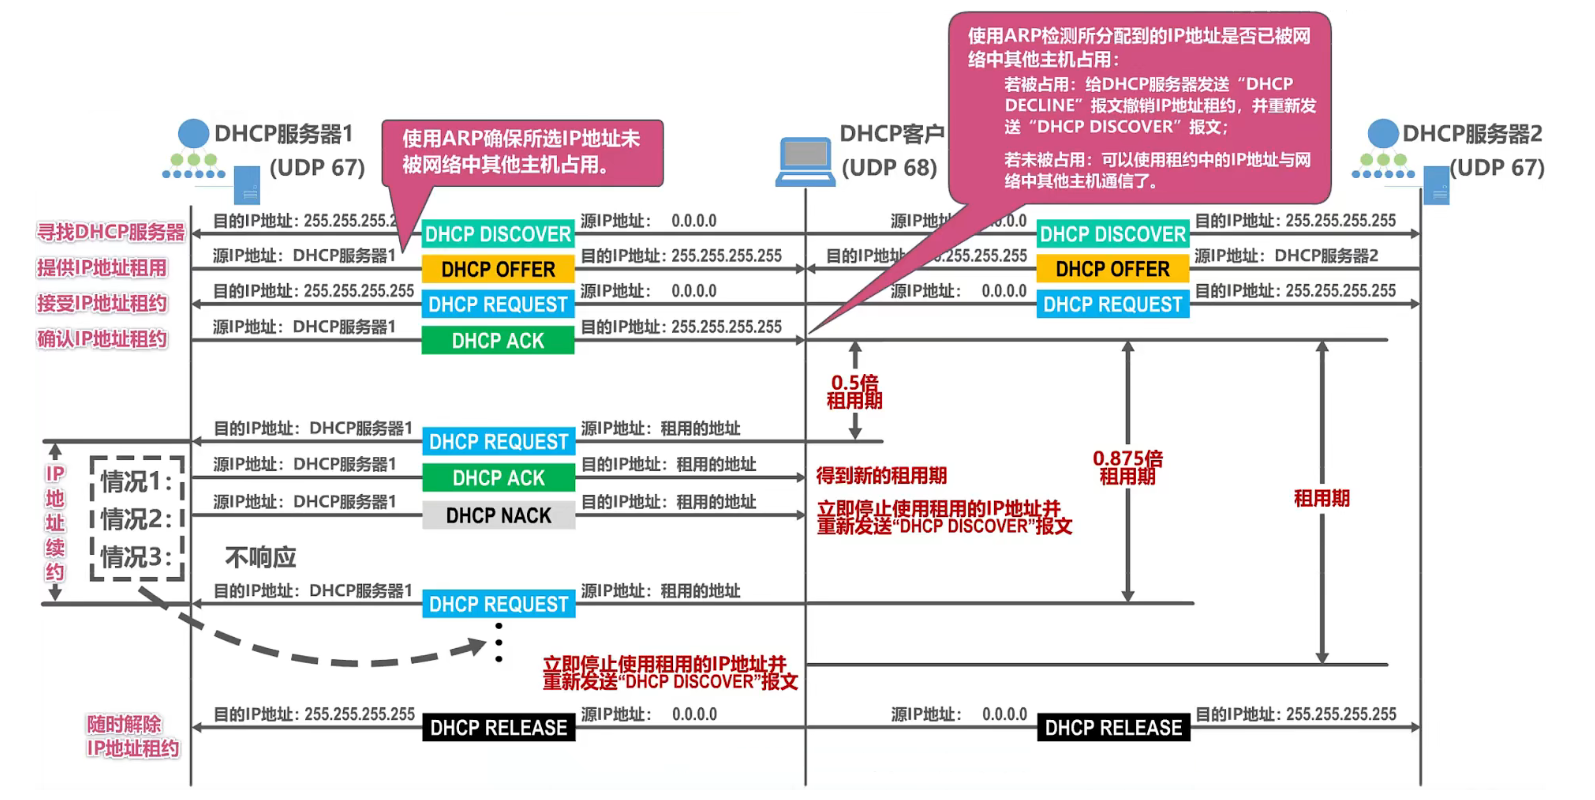 使用ARP检测所分配到的IP地址是否已被网
络中其他主机占用：
若被占用：给DHCP服务器发送“DHCP
DECLINE”报文撤销IP地址租约，并重新发
送“DHCP DISCOVER”报文；
若未被占用：可以使用租约中的IP地址与网
络中其他主机通信了。
DHCP服务器1
(UDP 67)
使用ARP确保所选IP地址未
被网络中其他主机占用。
DHCP客户
(UDP 68)
DHCP服务器2
(UDP 67)
寻找DHCP服务器
目的IP地址：255.255.255.2
DHCP DISCOVER
源IP地址： 0.0.0.0
源IP地
.0.0.0
DHCP DISCOVER
目的IP地址：255.255.255.255
提供IP地址租用
源IP地址：DHCP服务器1
DHCP OFFER
目的IP地址：255.255.255.255
目的IP地址：255.255.255.255
DHCP OFFER
源IP地址：DHCP服务器2
接受IP地址租约
目的IP地址：255.255.255.255
DHCP REQUEST
源IP地址： 0.0.0.0
源IP地址： 0.0.0.0
DHCP REQUEST
目的IP地址：255.255.255.255
确认IP地址租约
源IP地址：DHCP服务器1
DHCP ACK
目的IP地址：255.255.255.255
0.5倍
租用期
0.875倍
租用期
租用期
IP地址续约
目的IP地址：DHCP服务器1
DHCP REQUEST
源IP地址：租用的地址
情况1：
源IP地址：DHCP服务器1
DHCP ACK
目的IP地址：租用的地址
得到新的租用期
情况2：
源IP地址：DHCP服务器1
DHCP NACK
目的IP地址：租用的地址
立即停止使用租用的IP地址并
重新发送“DHCP DISCOVER”报文
情况3：
不响应
目的IP地址：DHCP服务器1
DHCP REQUEST
源IP地址：租用的地址
立即停止使用租用的IP地址并
重新发送“DHCP DISCOVER”报文
随时解除
IP地址租约
目的IP地址：255.255.255.255
DHCP RELEASE
源IP地址： 0.0.0.0
源IP地址： 0.0.0.0
DHCP RELEASE
目的IP地址：255.255.255.255